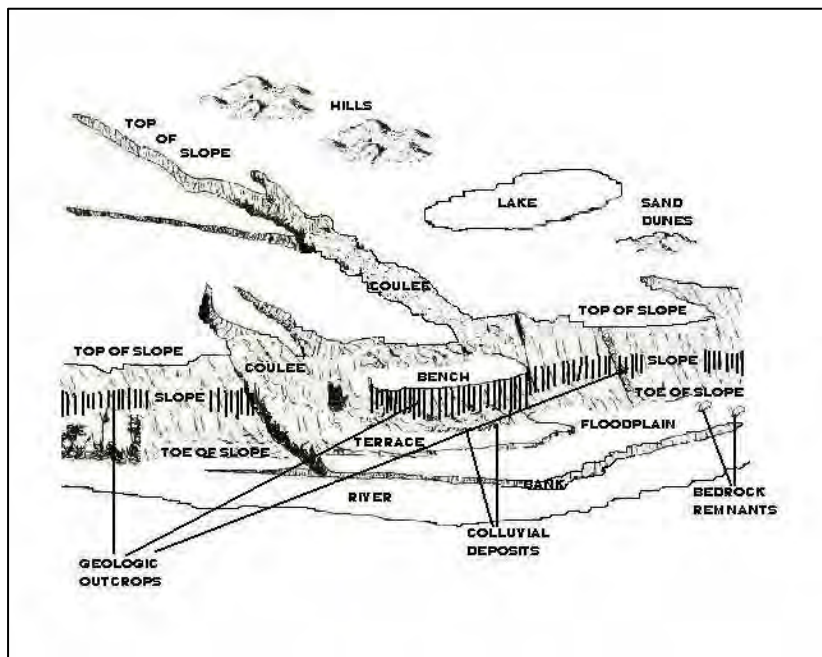 HILLS
TOP
OF
SLOPE
LAKE
SAND
DUNES
COULEE
TOP OF SLOPE
TOP OF SLOPE
COULEE
BENCH
SLOPE
SLOPE
TOE OF SLOPE
FLOODPLAIN
TERRACE
TOE OF SLOPE
BANK
RIVER
BEDROCK
REMNANTS
COLLUVIAL
DEPOSITS
GEOLOGIC
OUTCROPS